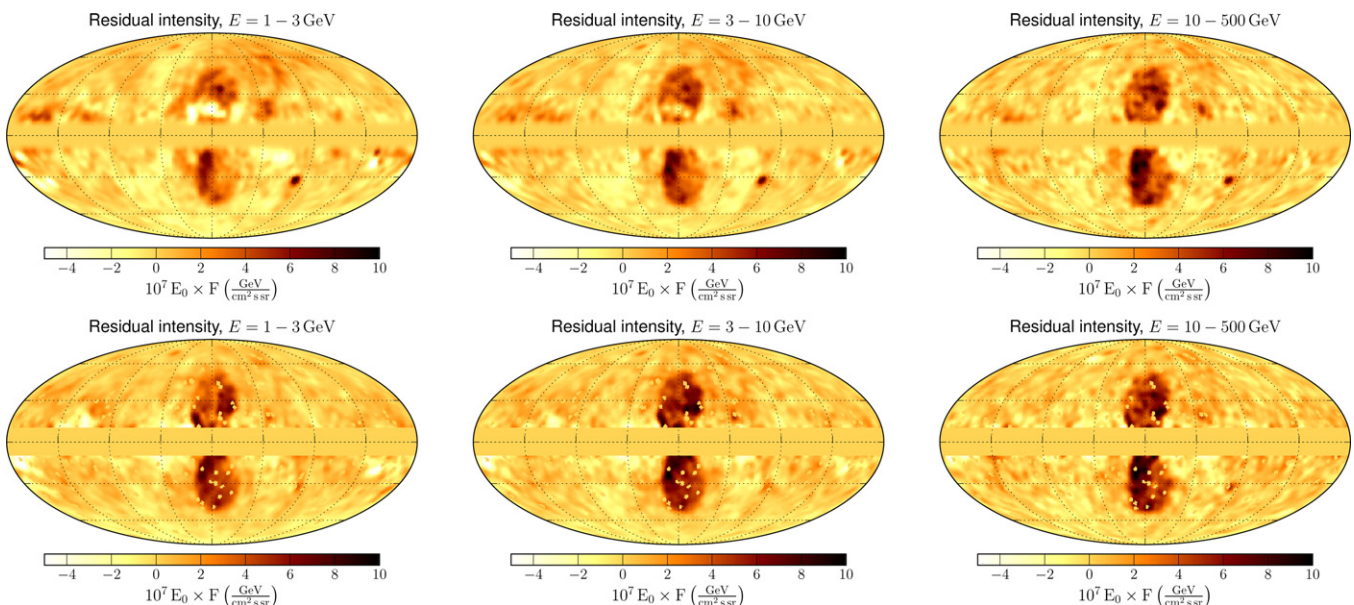 Residual intensity, E = 1 − 3 GeV
Residual intensity, E = 3 − 10 GeV
Residual intensity, E = 10 − 500 GeV
−4 −2 0 2 4 6 8 10
−4 −2 0 2 4 6 8 10
−4 −2 0 2 4 6 8 10
10⁷ E₀ × F (GeV / cm² s sr)
10⁷ E₀ × F (GeV / cm² s sr)
10⁷ E₀ × F (GeV / cm² s sr)
Residual intensity, E = 1 − 3 GeV
Residual intensity, E = 3 − 10 GeV
Residual intensity, E = 10 − 500 GeV
−4 −2 0 2 4 6 8 10
−4 −2 0 2 4 6 8 10
−4 −2 0 2 4 6 8 10
10⁷ E₀ × F (GeV / cm² s sr)
10⁷ E₀ × F (GeV / cm² s sr)
10⁷ E₀ × F (GeV / cm² s sr)